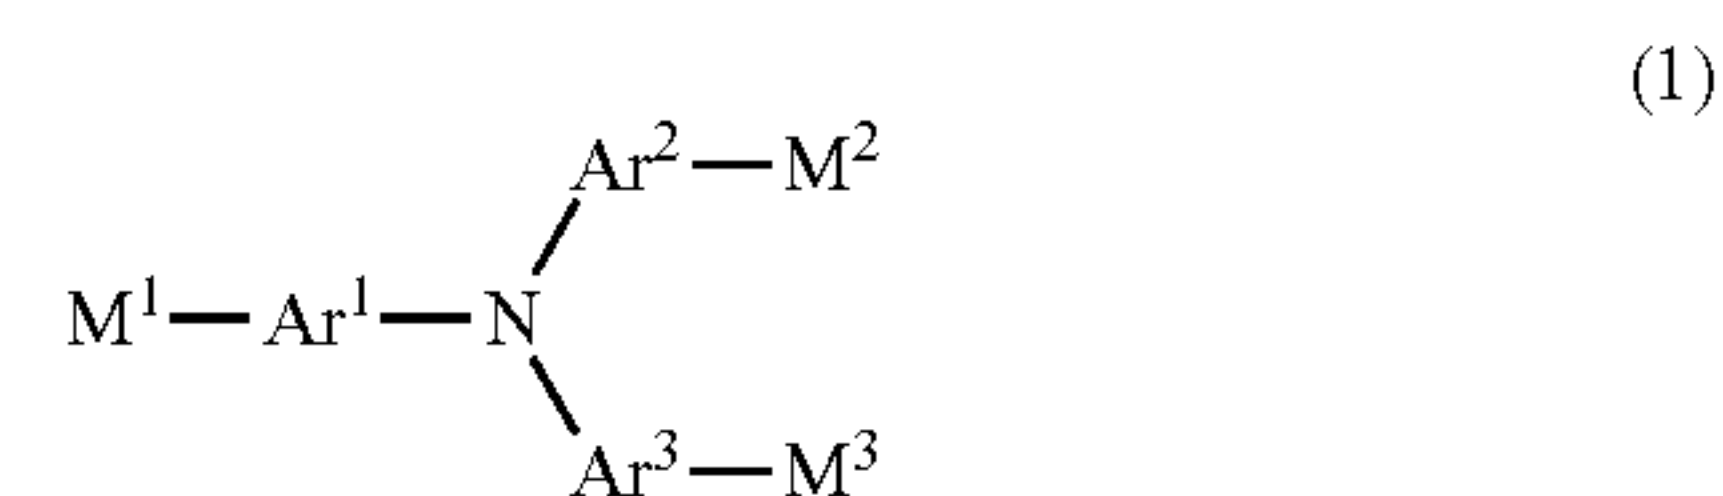 (1)
Ar² — M²
M¹ — Ar¹ — N
Ar³ — M³